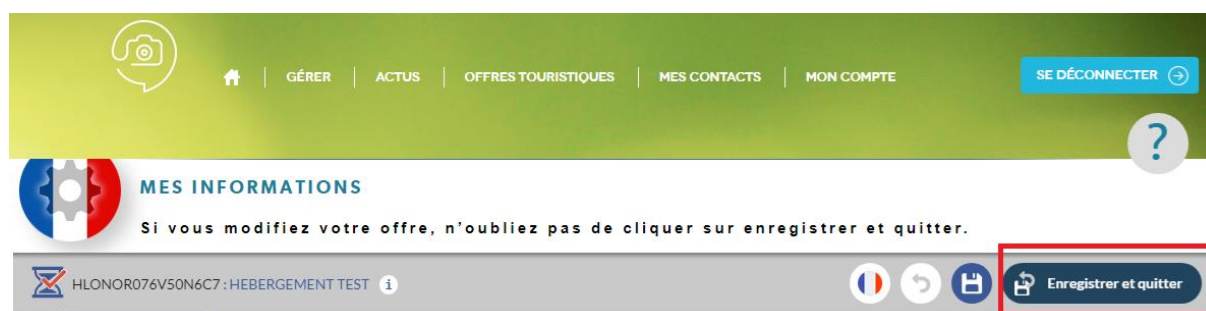 GÉRER ACTUS OFFRES TOURISTIQUES MES CONTACTS MON COMPTE SE DÉCONNECTER
?
MES INFORMATIONS
Si vous modifiez votre offre, n'oubliez pas de cliquer sur enregistrer et quitter.
HLONOR076V50N6C7 : HEBERGEMENT TEST i Enregistrer et quitter